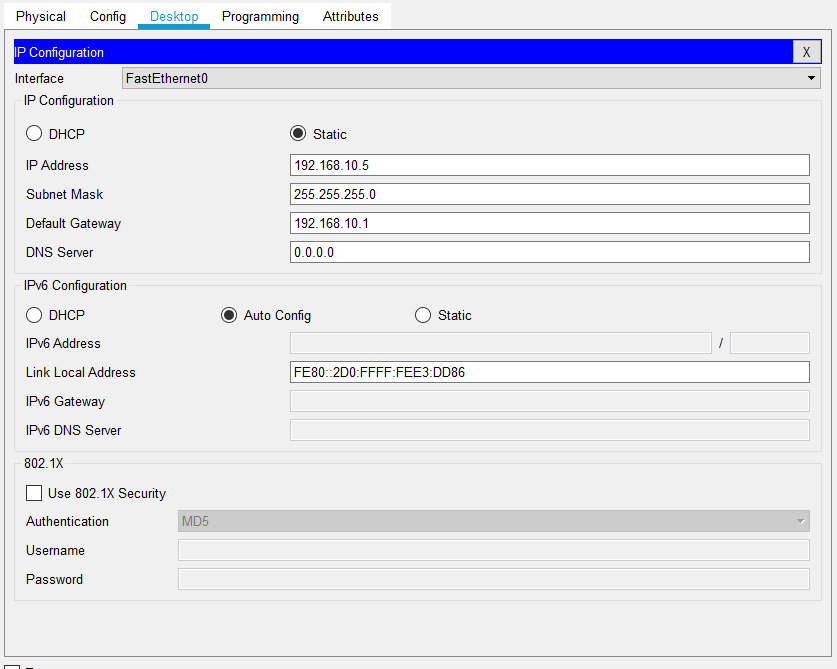 Physical Config Desktop Programming Attributes
IP Configuration X
Interface FastEthernet0
IP Configuration
DHCP Static
IP Address 192.168.10.5
Subnet Mask 255.255.255.0
Default Gateway 192.168.10.1
DNS Server 0.0.0.0
IPv6 Configuration
DHCP Auto Config Static
IPv6 Address /
Link Local Address FE80::2D0:FFFF:FEE3:DD86
IPv6 Gateway
IPv6 DNS Server
802.1X
Use 802.1X Security
Authentication MD5
Username
Password